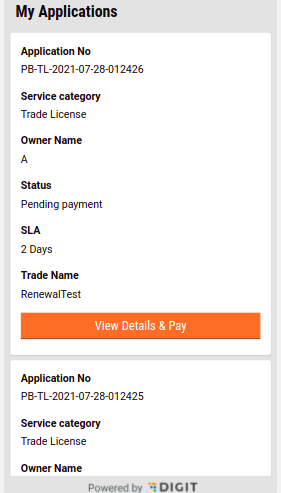 My Applications
Application No
PB-TL-2021-07-28-012426
Service category
Trade License
Owner Name
A
Status
Pending payment
SLA
2 Days
Trade Name
RenewalTest
View Details & Pay
Application No
PB-TL-2021-07-28-012425
Service category
Trade License
Owner Name
Powered by DIGIT